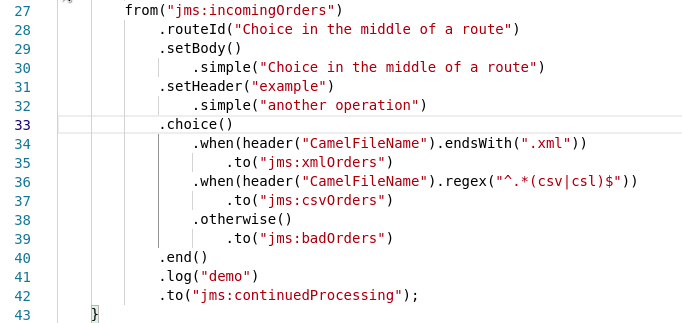 27 from("jms:incomingOrders")
28 .routeId("Choice in the middle of a route")
29 .setBody()
30 .simple("Choice in the middle of a route")
31 .setHeader("example")
32 .simple("another operation")
33 .choice()
34 .when(header("CamelFileName").endsWith(".xml"))
35 .to("jms:xmlOrders")
36 .when(header("CamelFileName").regex("^.*(csv|csl)$"))
37 .to("jms:csvOrders")
38 .otherwise()
39 .to("jms:badOrders")
40 .end()
41 .log("demo")
42 .to("jms:continuedProcessing");
43 }